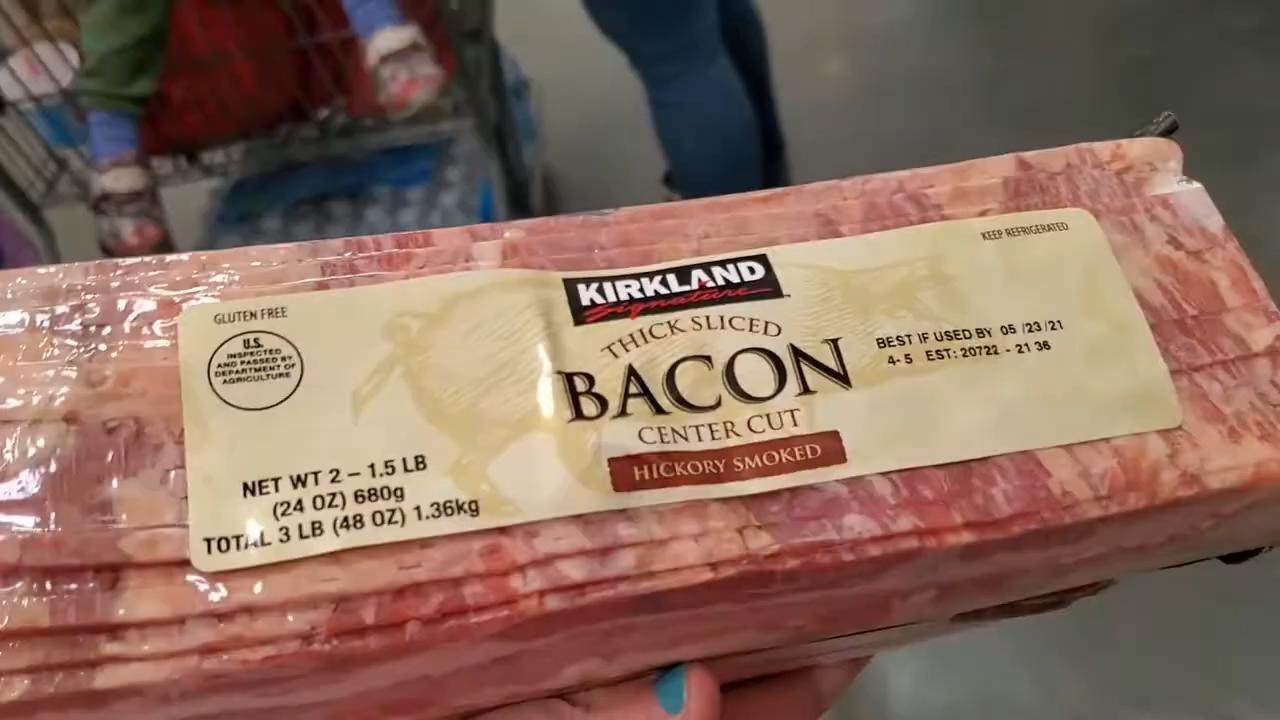 GLUTEN FREE
U.S.
INSPECTED
AND PASSED BY
DEPARTMENT OF
AGRICULTURE
NET WT 2 – 1.5 LB
(24 OZ) 680g
TOTAL 3 LB (48 OZ) 1.36kg
KIRKLAND
Signature
THICK SLICED
BACON
CENTER CUT
HICKORY SMOKED
KEEP REFRIGERATED
BEST IF USED BY 05 /23 /21
4- 5 EST: 20722 - 21 36